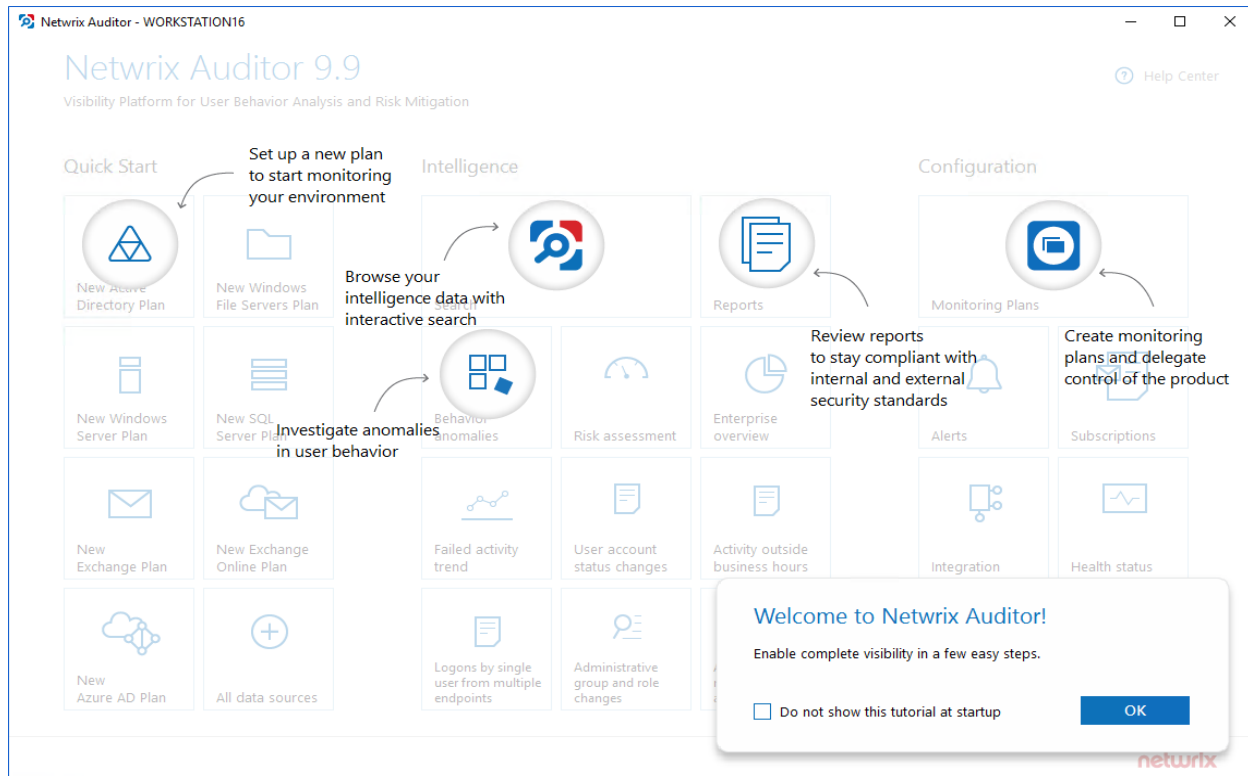 Netwrix Auditor - WORKSTATION16
Netwrix Auditor 9.9
Help Center
Visibility Platform for User Behavior Analysis and Risk Mitigation
Quick Start
Set up a new plan
to start monitoring
your environment
Intelligence
Configuration
New Active
Directory Plan
New Windows
File Servers Plan
Browse your
intelligence data with
interactive search
Search
Reports
Monitoring Plans
Review reports
to stay compliant with
internal and external
security standards
Create monitoring
plans and delegate
control of the product
New Windows
Server Plan
New SQL
Server Plan
Investigate anomalies
in user behavior
Behavior
anomalies
Risk assessment
Enterprise
overview
Alerts
Subscriptions
New
Exchange Plan
New Exchange
Online Plan
Failed activity
trend
User account
status changes
Activity outside
business hours
Integration
Health status
New
Azure AD Plan
All data sources
Logons by single
user from multiple
endpoints
Administrative
group and role
changes
Welcome to Netwrix Auditor!
Enable complete visibility in a few easy steps.
Do not show this tutorial at startup
OK
netwrix